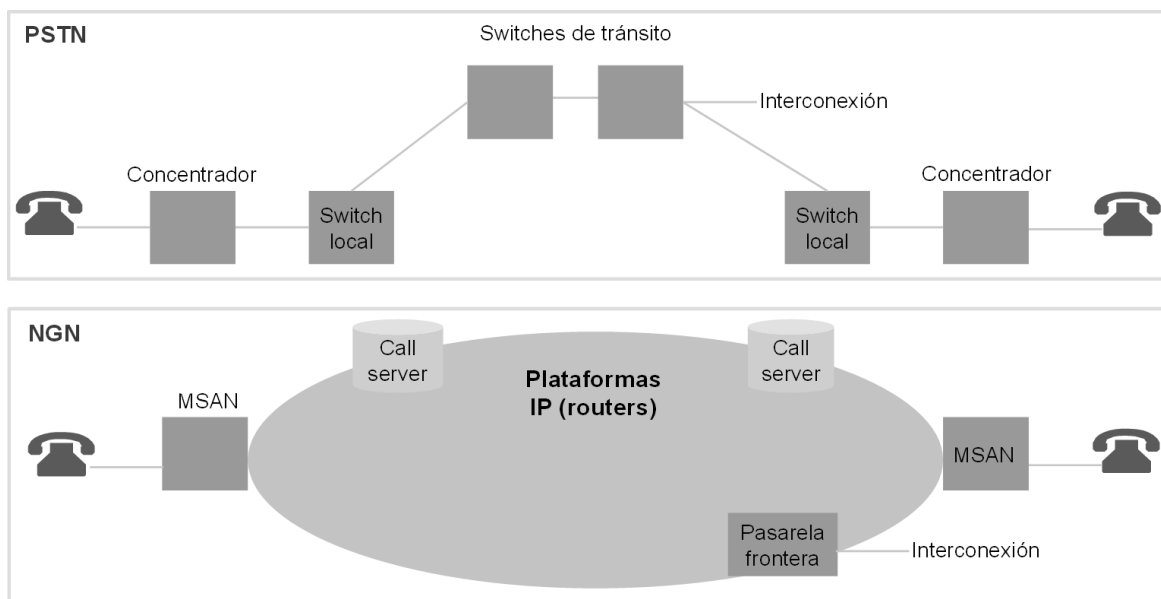 PSTN
Switches de tránsito
Interconexión
Concentrador
Concentrador
Switch
local
Switch
local
NGN
Call
server
Call
server
Plataformas
IP (routers)
MSAN
MSAN
Pasarela
frontera
Interconexión